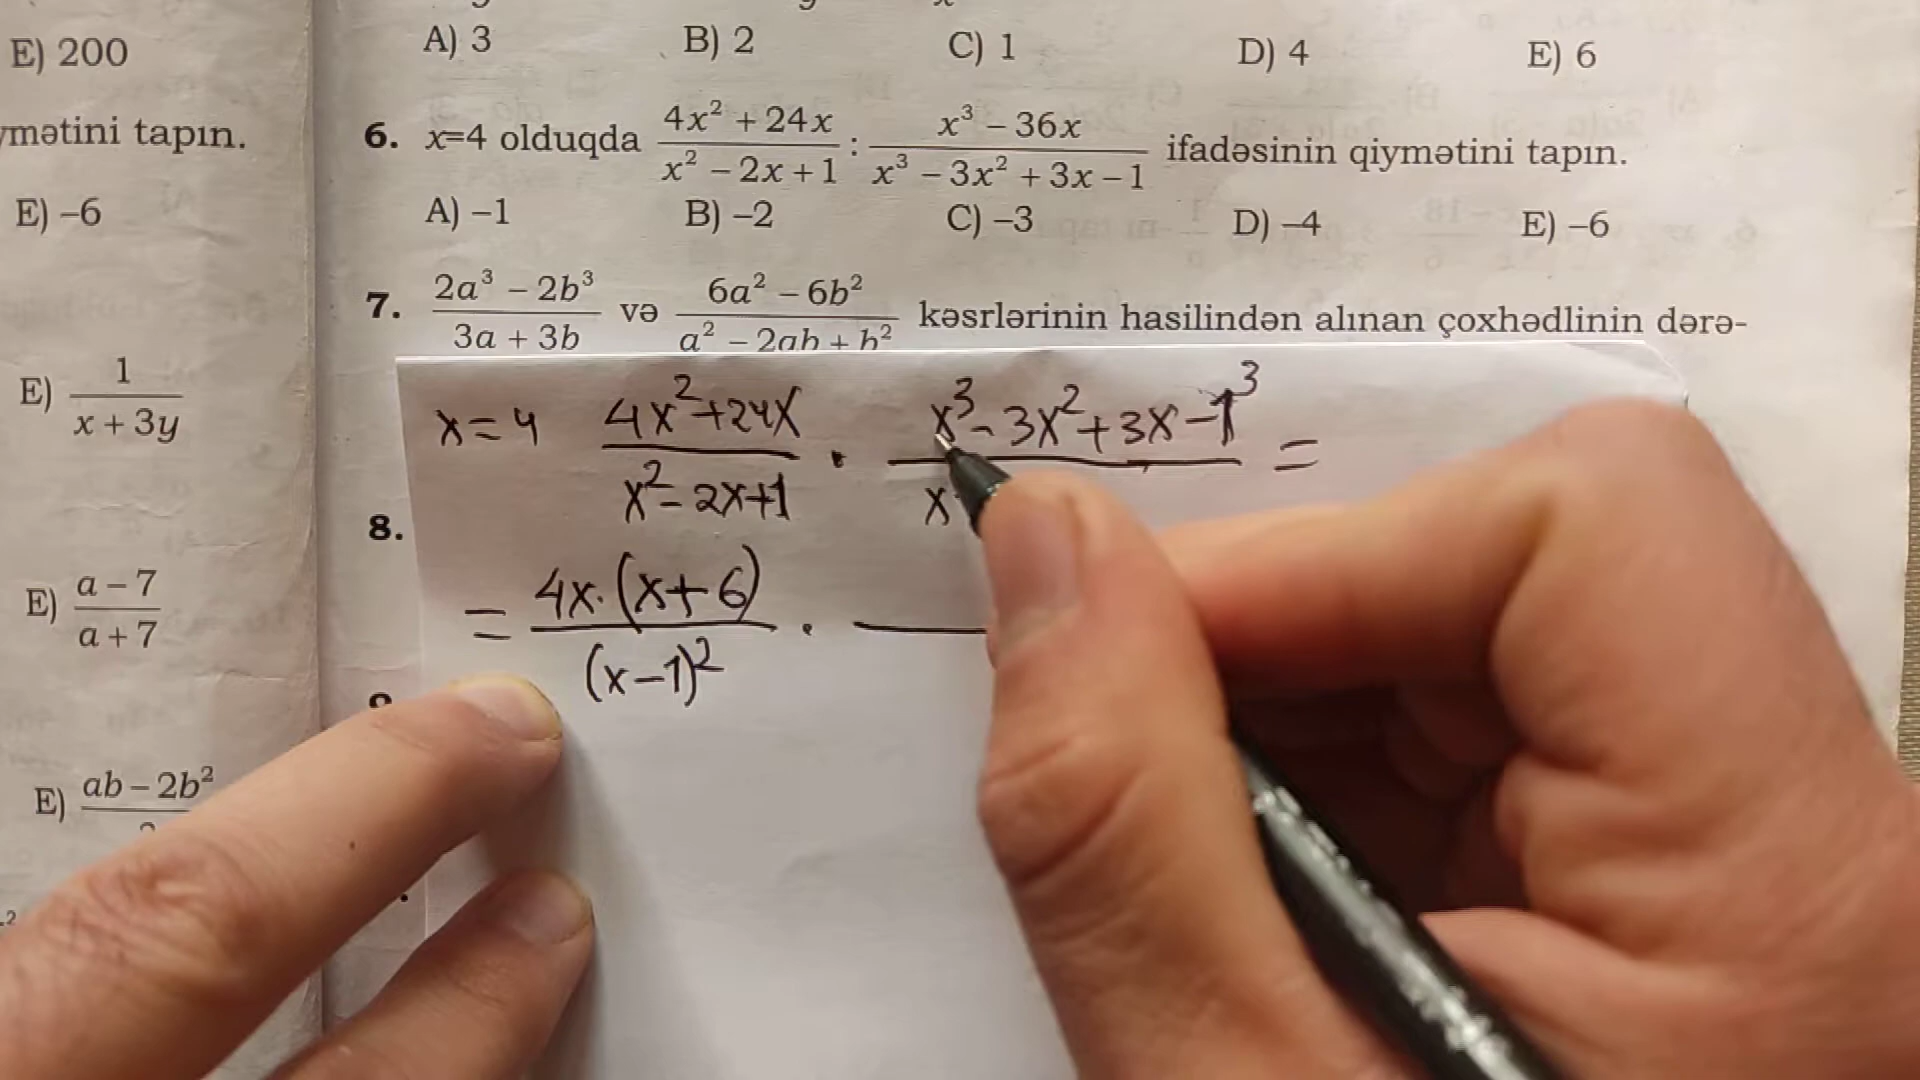 E) 200
A) 3 B) 2 C) 1 D) 4 E) 6
ymətini tapın.
6. x=4 olduqda (4x² + 24x)/(x² − 2x + 1) : (x³ − 36x)/(x³ − 3x² + 3x − 1) ifadəsinin qiymətini tapın.
E) –6
A) –1 B) –2 C) –3 D) –4 E) –6
7. (2a³ − 2b³)/(3a + 3b) və (6a² − 6b²)/(a² − 2ab + b²) kəsrlərinin hasilindən alınan çoxhədlinin dərə-
E) 1/(x + 3y)
x = 4 (4x² + 24x)/(x² − 2x + 1) · (x³ − 3x² + 3x − 1³)/x =
8.
E) (a − 7)/(a + 7)
= (4x · (x + 6))/(x − 1)² ·
E) ab − 2b²